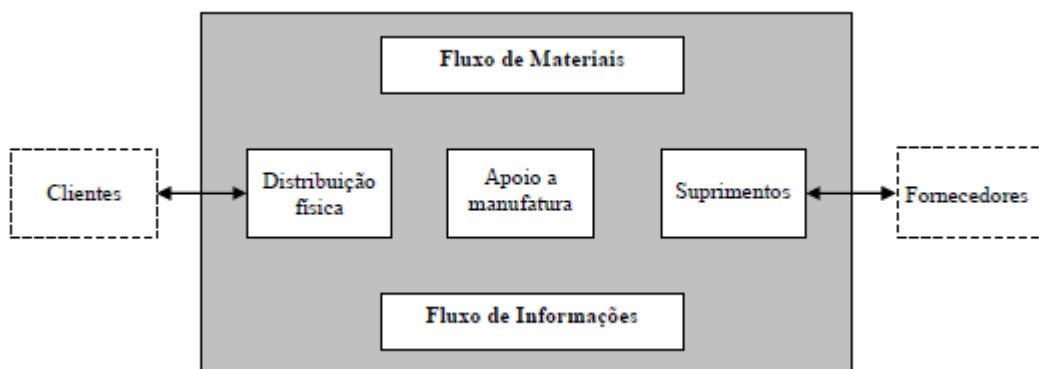 Fluxo de Materiais
Clientes
Distribuição
física
Apoio a
manufatura
Suprimentos
Fornecedores
Fluxo de Informações